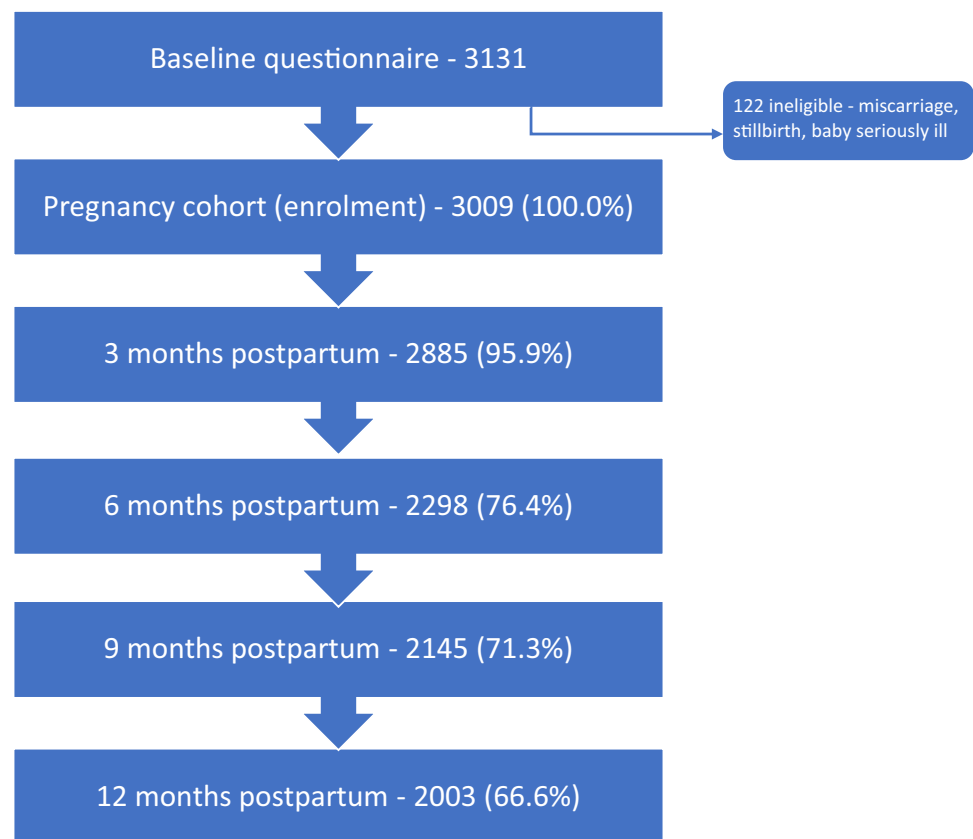 Baseline questionnaire - 3131
122 ineligible - miscarriage,
stillbirth, baby seriously ill
Pregnancy cohort (enrolment) - 3009 (100.0%)
3 months postpartum - 2885 (95.9%)
6 months postpartum - 2298 (76.4%)
9 months postpartum - 2145 (71.3%)
12 months postpartum - 2003 (66.6%)